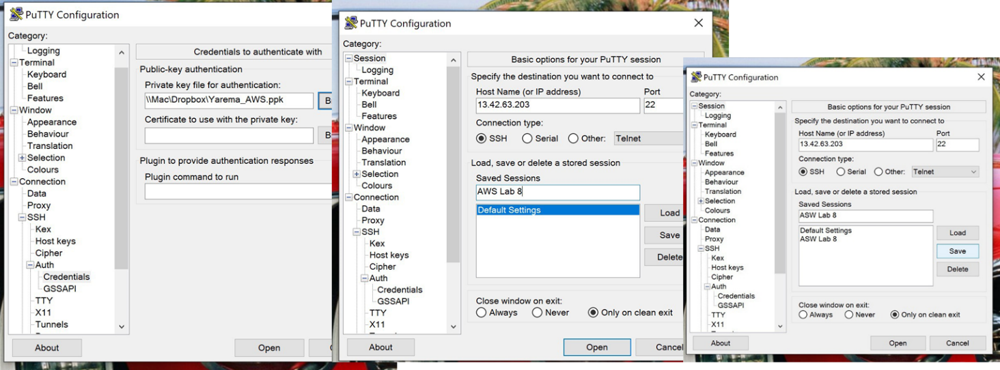 PuTTY Configuration
Category:
Logging
Terminal
Keyboard
Bell
Features
Window
Appearance
Behaviour
Translation
Selection
Colours
Connection
Data
Proxy
SSH
Kex
Host keys
Cipher
Auth
Credentials
GSSAPI
TTY
X11
Tunnels
Credentials to authenticate with
Public-key authentication
Private key file for authentication:
\\Mac\Dropbox\Yarema_AWS.ppk
B
Certificate to use with the private key:
B
Plugin to provide authentication responses
Plugin command to run
About
Open
PuTTY Configuration
Category:
Session
Logging
Terminal
Keyboard
Bell
Features
Window
Appearance
Behaviour
Translation
Selection
Colours
Connection
Data
Proxy
SSH
Kex
Host keys
Cipher
Auth
Credentials
GSSAPI
TTY
X11
Basic options for your PuTTY session
Specify the destination you want to connect to
Host Name (or IP address) Port
13.42.63.203 22
Connection type:
SSH Serial Other: Telnet
Load, save or delete a stored session
Saved Sessions
AWS Lab 8
Default Settings
Load
Save
Delete
Close window on exit:
Always Never Only on clean exit
About
Open
Cancel
PuTTY Configuration
Category:
Session
Logging
Terminal
Keyboard
Bell
Features
Window
Appearance
Behaviour
Translation
Selection
Colours
Connection
Data
Proxy
SSH
Kex
Host keys
Cipher
Auth
Credentials
GSSAPI
TTY
X11
Basic options for your PuTTY session
Specify the destination you want to connect to
Host Name (or IP address) Port
13.42.63.203 22
Connection type:
SSH Serial Other: Telnet
Load, save or delete a stored session
Saved Sessions
ASW Lab 8
Default Settings
ASW Lab 8
Load
Save
Delete
Close window on exit:
Always Never Only on clean exit
About
Open
Cancel